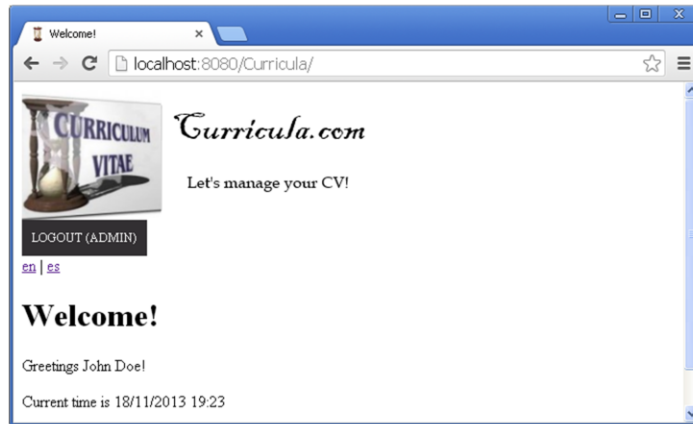 Welcome!
localhost:8080/Curricula/
CURRICULUM
VITAE
Curricula.com
Let's manage your CV!
LOGOUT (ADMIN)
en | es
Welcome!
Greetings John Doe!
Current time is 18/11/2013 19:23